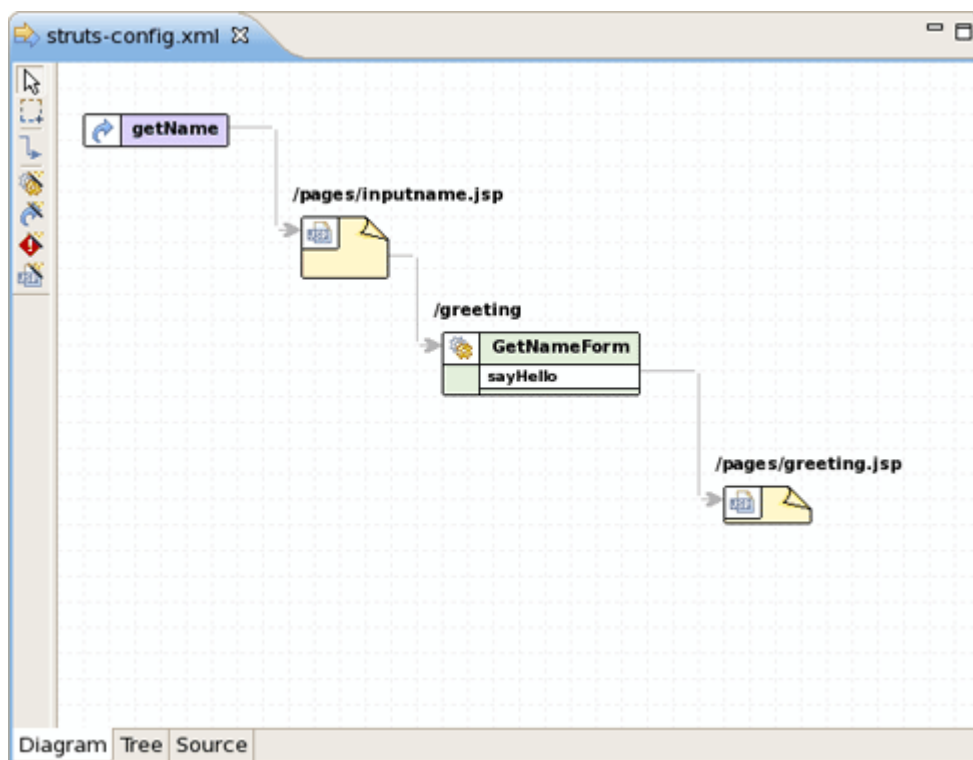 struts-config.xml
getName
/pages/inputname.jsp
/greeting
GetNameForm
sayHello
/pages/greeting.jsp
Diagram Tree Source